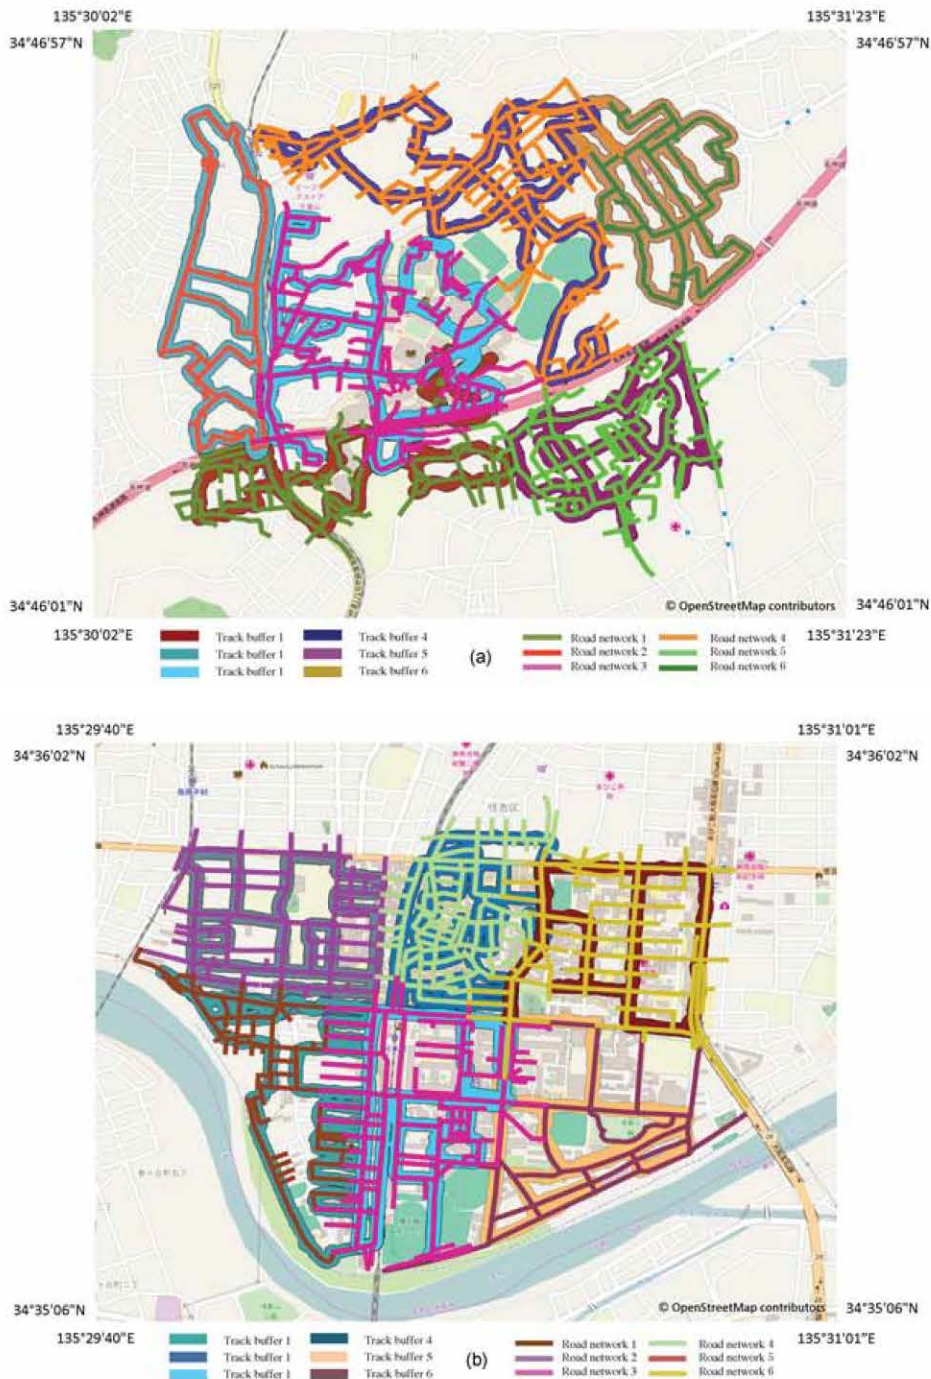 135°30'02"E 135°31'23"E
34°46'57"N 34°46'57"N
34°46'01"N 34°46'01"N
© OpenStreetMap contributors
135°30'02"E 135°31'23"E
Track buffer 1 Track buffer 4 Road network 1 Road network 4
Track buffer 1 Track buffer 5 (a) Road network 2 Road network 5
Track buffer 1 Track buffer 6 Road network 3 Road network 6
135°29'40"E 135°31'01"E
34°36'02"N 34°36'02"N
住吉区
© OpenStreetMap contributors
34°35'06"N 34°35'06"N
135°29'40"E 135°31'01"E
Track buffer 1 Track buffer 4 Road network 1 Road network 4
Track buffer 1 Track buffer 5 (b) Road network 2 Road network 5
Track buffer 1 Track buffer 6 Road network 3 Road network 6